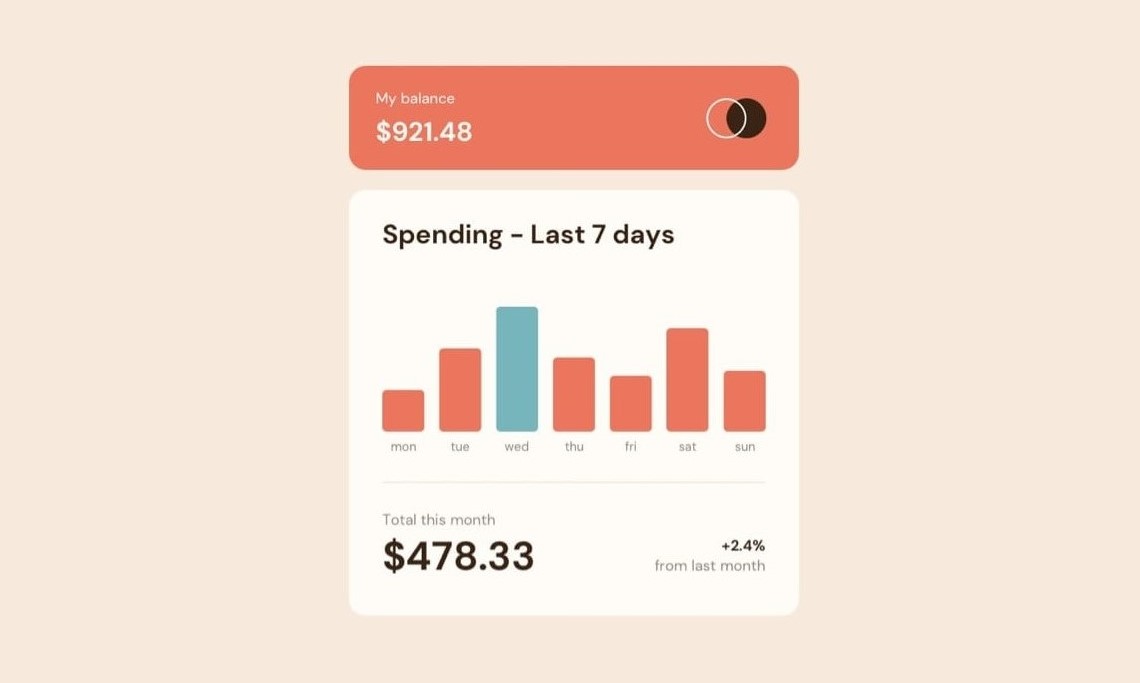 My balance
$921.48
Spending - Last 7 days
mon tue wed thu fri sat sun
Total this month
$478.33
+2.4%
from last month